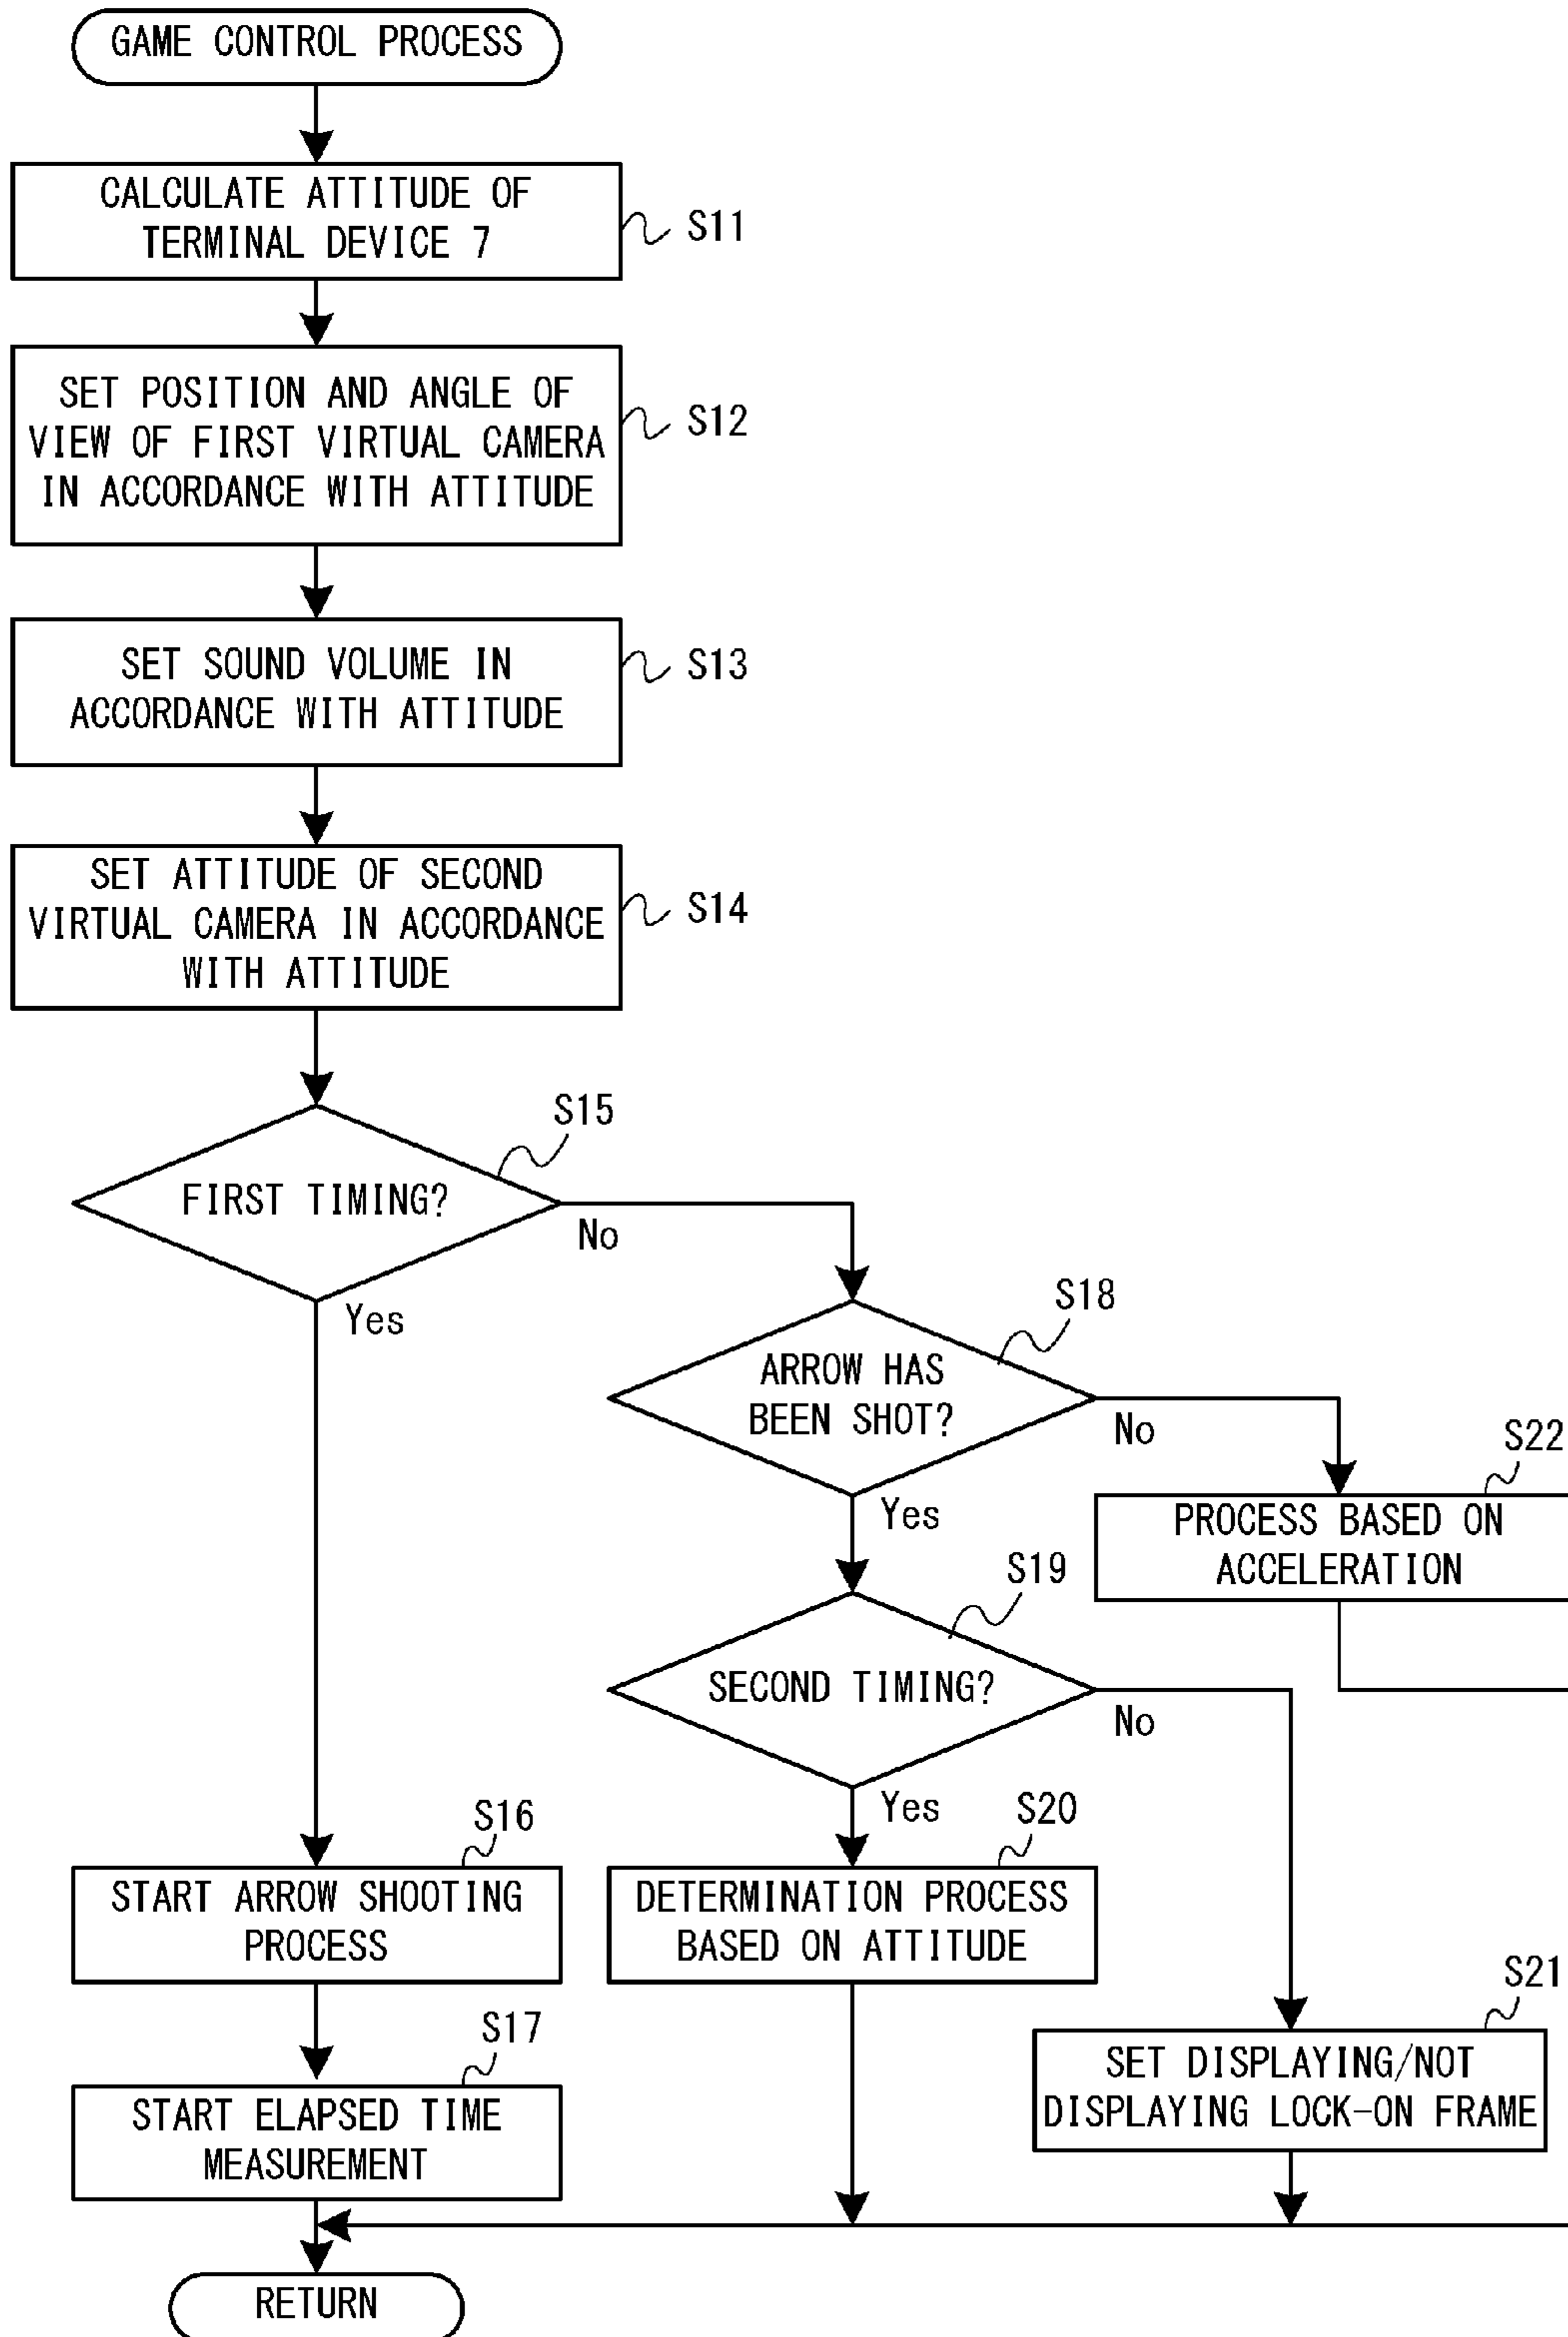 GAME CONTROL PROCESS
CALCULATE ATTITUDE OF
TERMINAL DEVICE 7
S11
SET POSITION AND ANGLE OF
VIEW OF FIRST VIRTUAL CAMERA
IN ACCORDANCE WITH ATTITUDE
S12
SET SOUND VOLUME IN
ACCORDANCE WITH ATTITUDE
S13
SET ATTITUDE OF SECOND
VIRTUAL CAMERA IN ACCORDANCE
WITH ATTITUDE
S14
S15
FIRST TIMING?
No
Yes
S18
ARROW HAS
BEEN SHOT?
No
Yes
S22
PROCESS BASED ON
ACCELERATION
S19
SECOND TIMING?
No
Yes
S16
START ARROW SHOOTING
PROCESS
S20
DETERMINATION PROCESS
BASED ON ATTITUDE
S21
SET DISPLAYING/NOT
DISPLAYING LOCK-ON FRAME
S17
START ELAPSED TIME
MEASUREMENT
RETURN